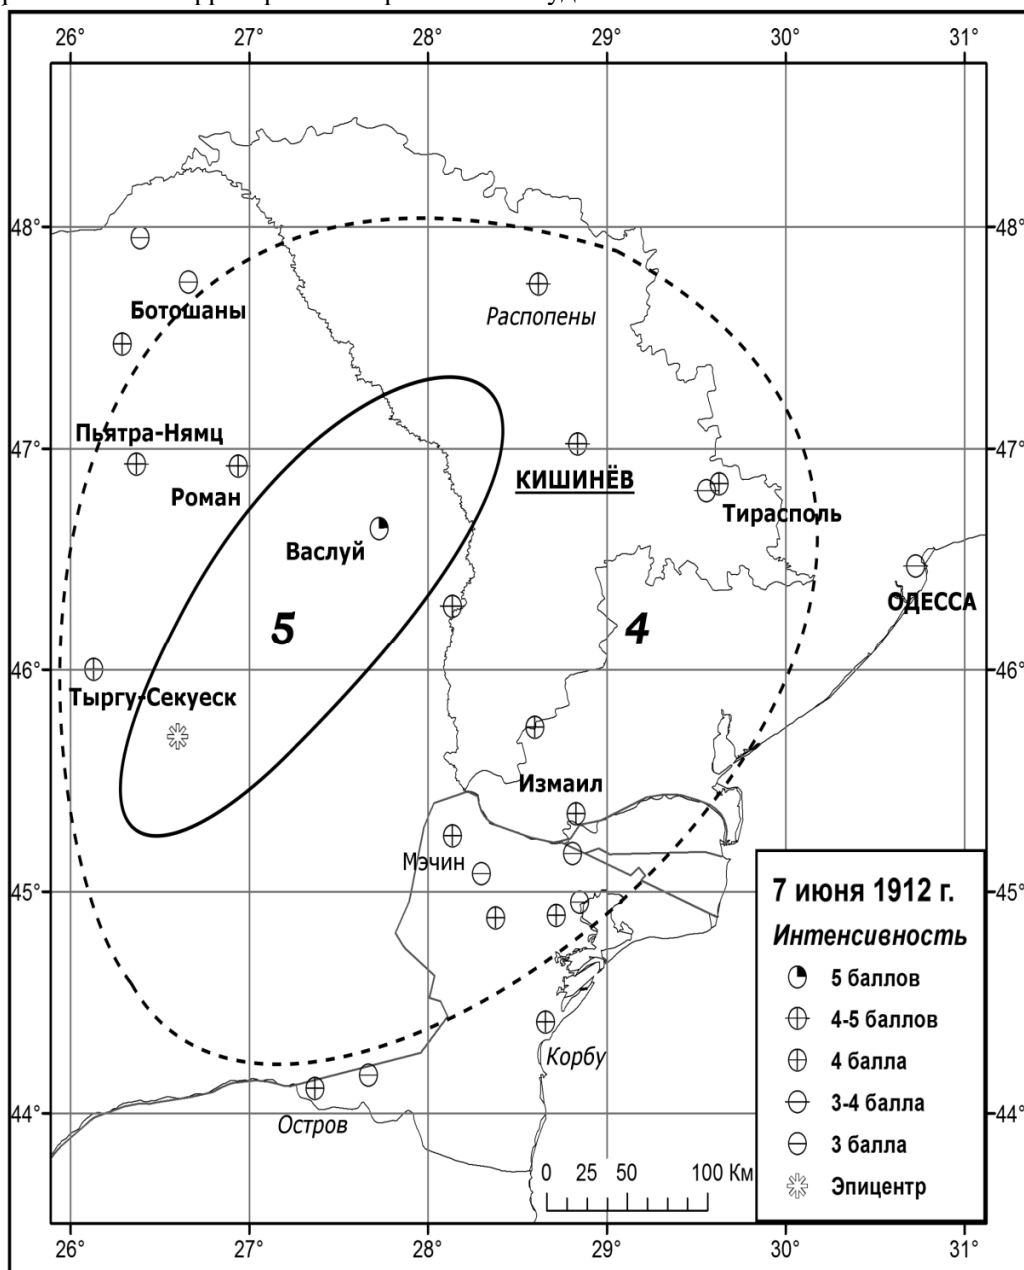 26° 27° 28° 29° 30° 31°
48° 48°
Ботошаны
Распопены
47° 47°
Пьятра-Нямц
КИШИНЁВ
Роман
Тирасполь
Васлуй
ОДЕССА
5 4
46° 46°
Тыргу-Секуеск
Измаил
Мэчин
45° 45°
7 июня 1912 г.
Интенсивность
5 баллов
4-5 баллов
4 балла
3-4 балла
3 балла
Эпицентр
Корбу
44° 44°
Остров
0 25 50 100 Км
26° 27° 28° 29° 30° 31°